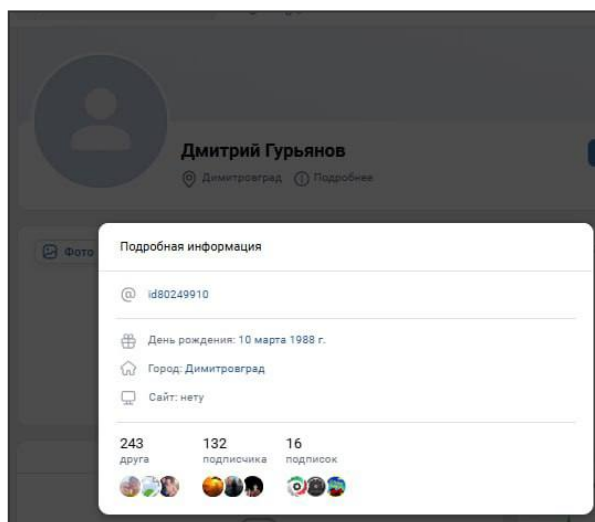 Дмитрий Гурьянов
Димитровград Подробнее
Фото
Подробная информация
id80249910
День рождения: 10 марта 1988 г.
Город: Димитровград
Сайт: нету
243 132 16
друга подписчика подписок